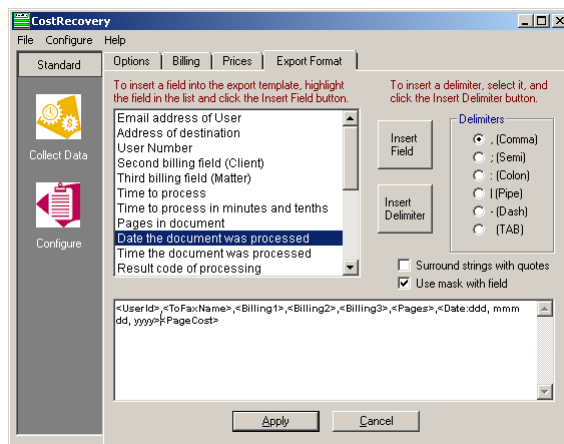 CostRecovery
File Configure Help
Standard
Collect Data
Configure
Options Billing Prices Export Format
To insert a field into the export template, highlight
the field in the list and click the Insert Field button.
To insert a delimiter, select it, and
click the Insert Delimiter button.
Email address of User
Address of destination
User Number
Second billing field (Client)
Third billing field (Matter)
Time to process
Time to process in minutes and tenths
Pages in document
Date the document was processed
Time the document was processed
Result code of processing
Insert
Field
Insert
Delimiter
Delimiters
, (Comma)
; (Semi)
: (Colon)
| (Pipe)
- (Dash)
(TAB)
Surround strings with quotes
Use mask with field
<UserId>,<ToFaxName>,<Billing1>,<Billing2>,<Billing3>,<Pages>,<Date:ddd, mmm
dd, yyyy><PageCost>
Apply
Cancel